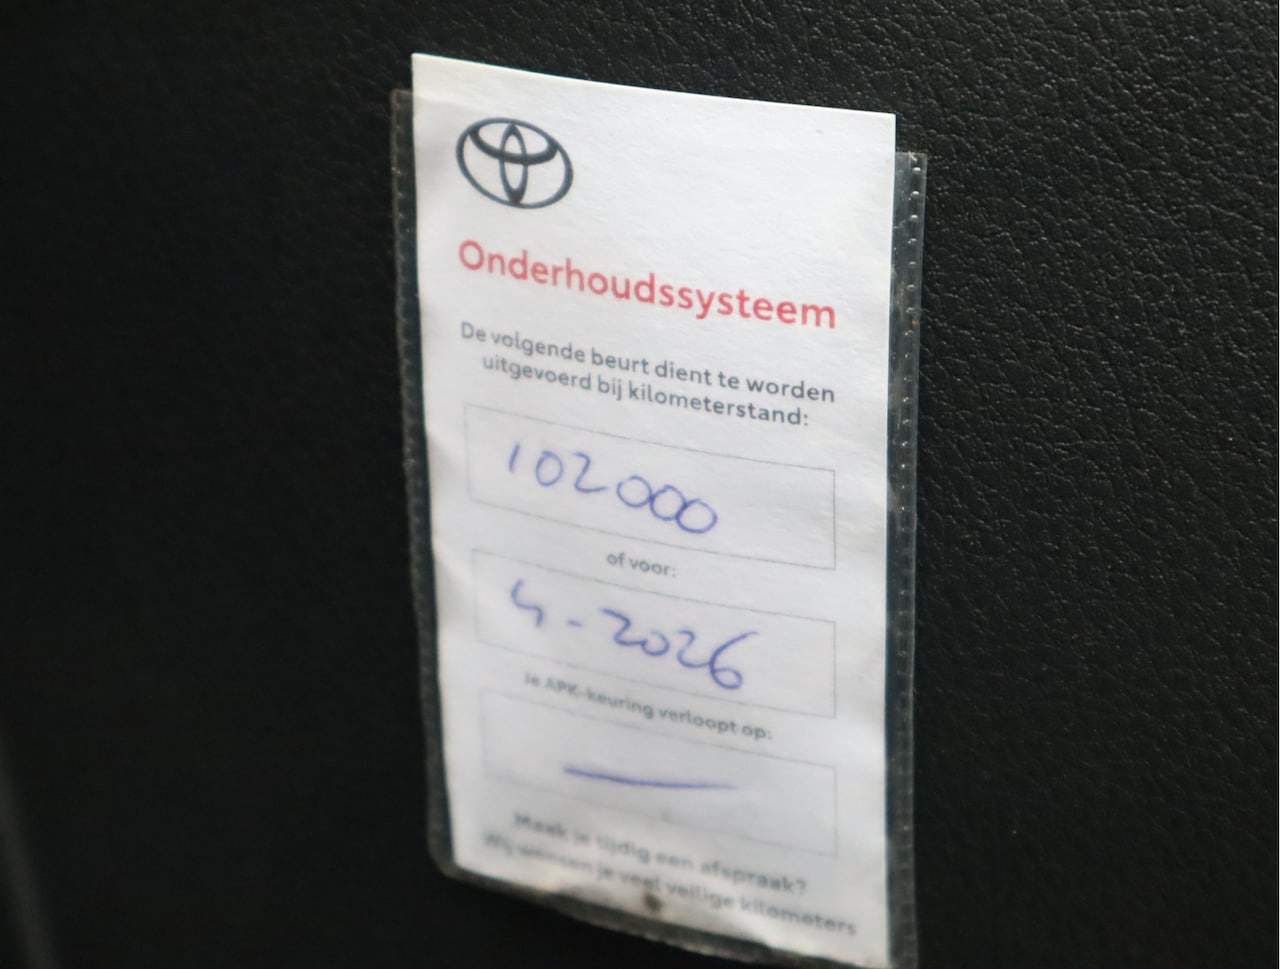 Onderhoudssysteem
De volgende beurt dient te worden
uitgevoerd bij kilometerstand:
102000
of voor:
4-2026
Je APK-keuring verloopt op:
—
Maak je tijdig een afspraak?
Wij wensen je veel veilige kilometers